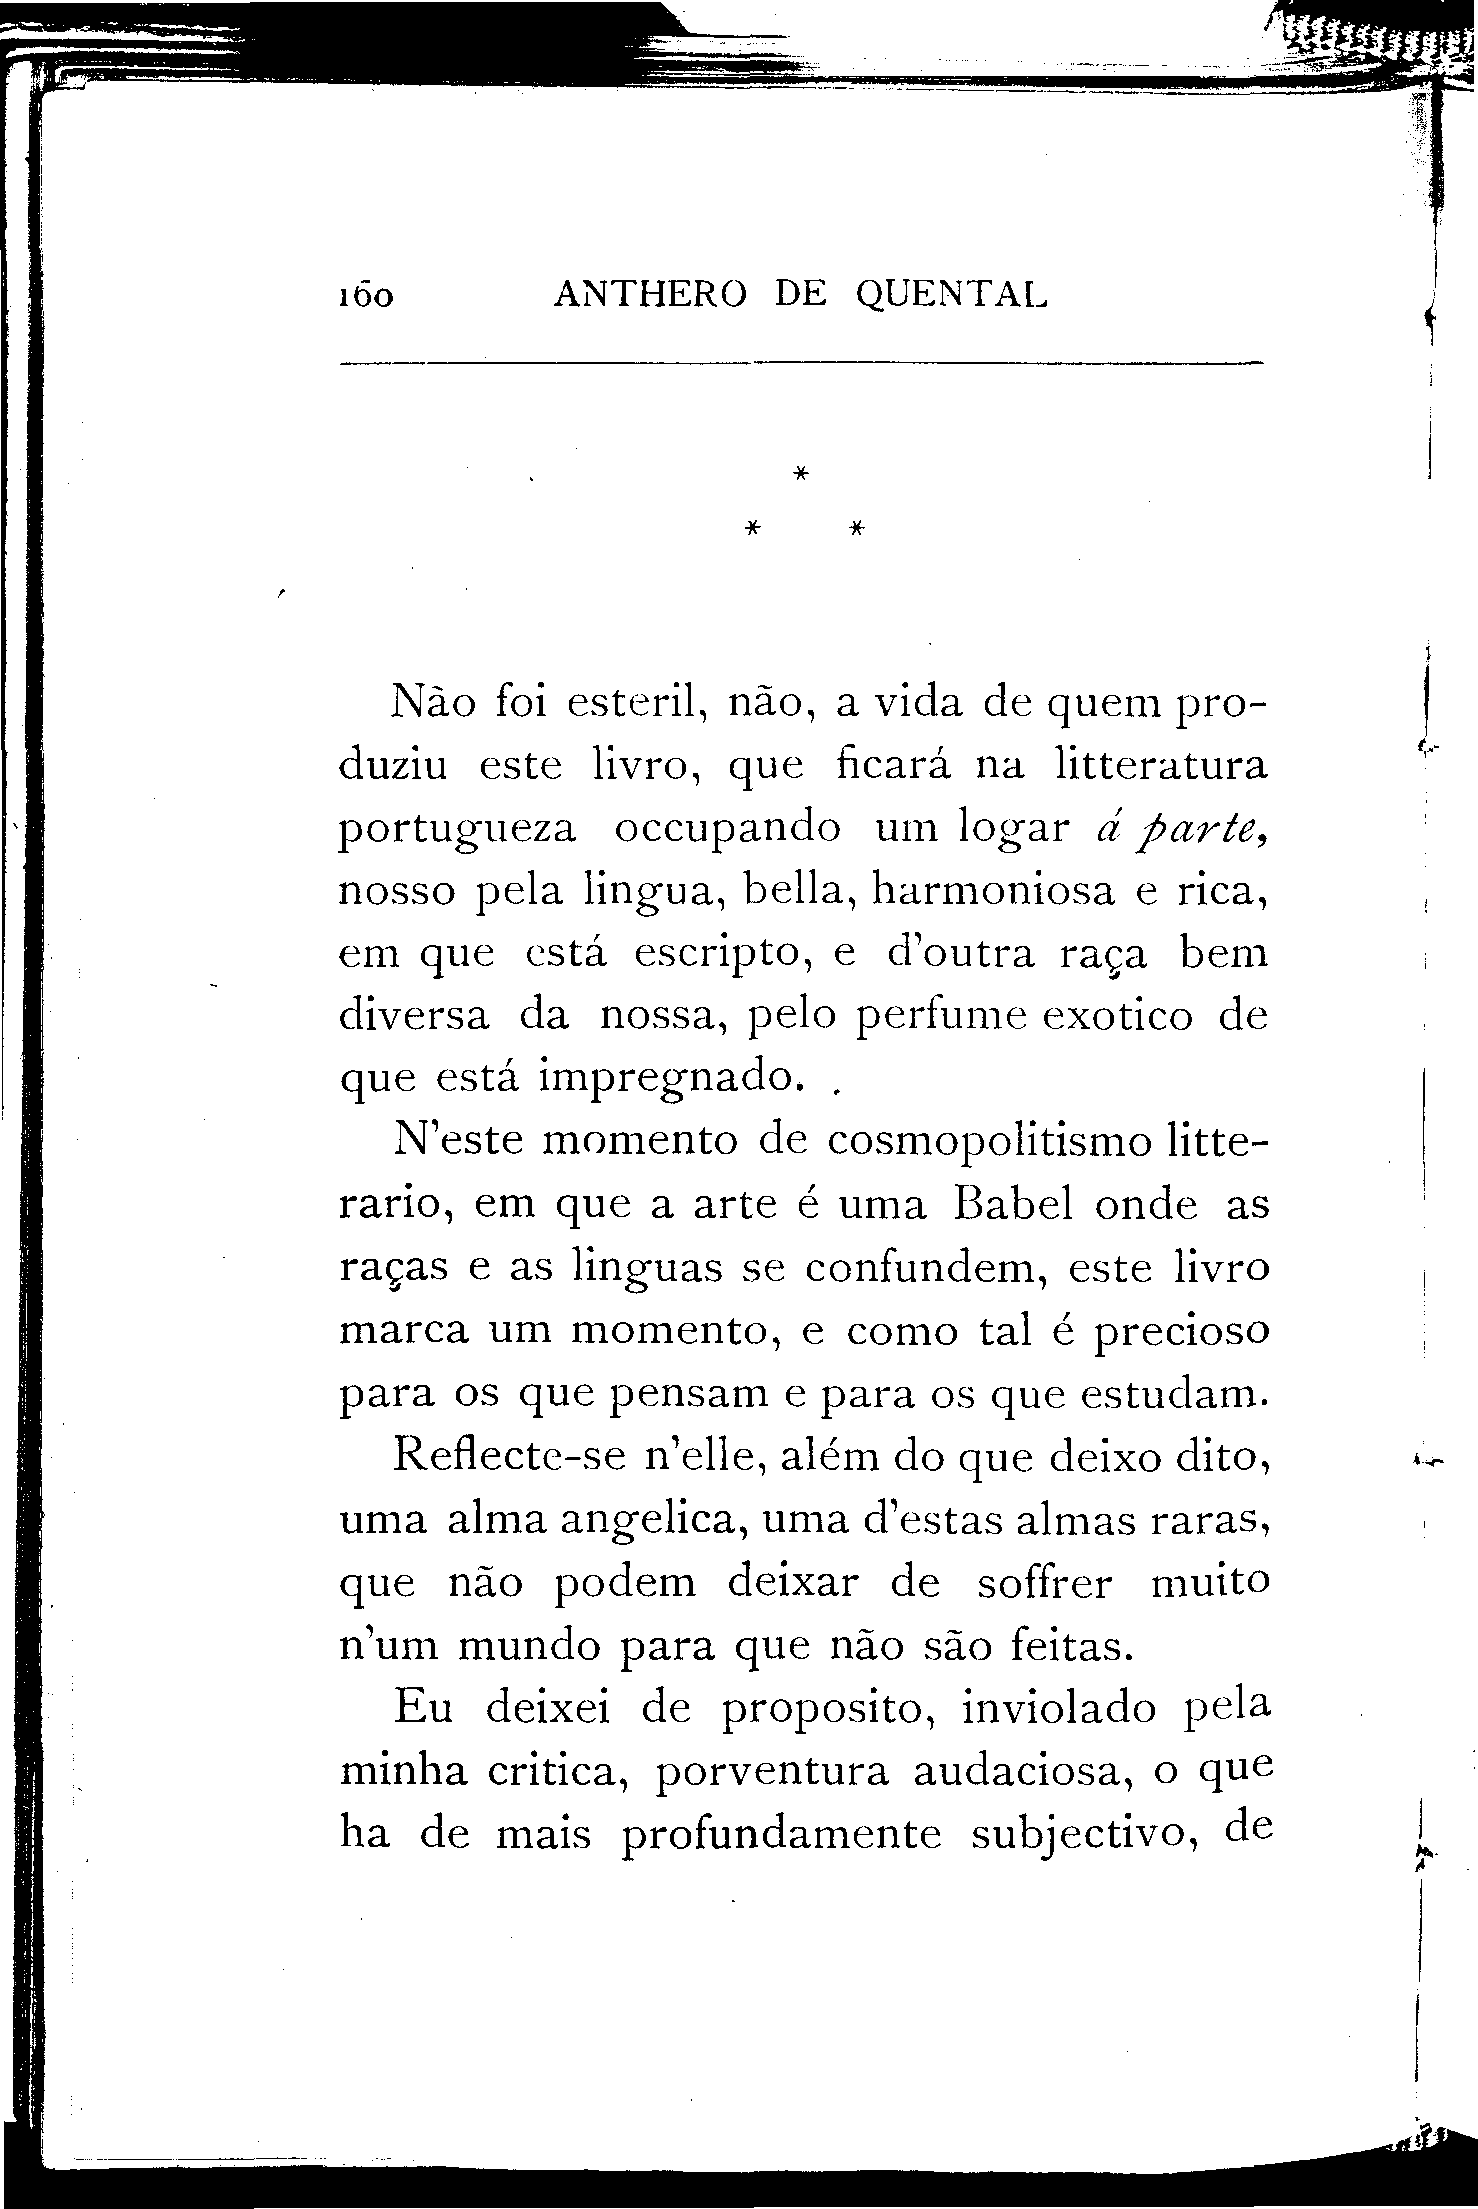 160 ANTHERO DE QUENTAL
*
* *
Não foi esteril, não, a vida de quem pro-
duziu este livro, que ficará na litteratura
portugueza occupando um logar á parte,
nosso pela lingua, bella, harmoniosa e rica,
em que está escripto, e d'outra raça bem
diversa da nossa, pelo perfume exotico de
que está impregnado.
N'este momento de cosmopolitismo litte-
rario, em que a arte é uma Babel onde as
raças e as linguas se confundem, este livro
marca um momento, e como tal é precioso
para os que pensam e para os que estudam.
Reflecte-se n'elle, além do que deixo dito,
uma alma angelica, uma d'estas almas raras,
que não podem deixar de soffrer muito
n'um mundo para que não são feitas.
Eu deixei de proposito, inviolado pela
minha critica, porventura audaciosa, o que
ha de mais profundamente subjectivo, de